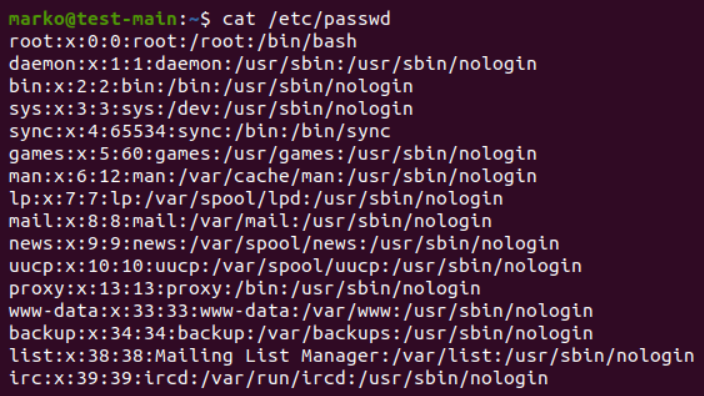 marko@test-main:~$ cat /etc/passwd
root:x:0:0:root:/root:/bin/bash
daemon:x:1:1:daemon:/usr/sbin:/usr/sbin/nologin
bin:x:2:2:bin:/bin:/usr/sbin/nologin
sys:x:3:3:sys:/dev:/usr/sbin/nologin
sync:x:4:65534:sync:/bin:/bin/sync
games:x:5:60:games:/usr/games:/usr/sbin/nologin
man:x:6:12:man:/var/cache/man:/usr/sbin/nologin
lp:x:7:7:lp:/var/spool/lpd:/usr/sbin/nologin
mail:x:8:8:mail:/var/mail:/usr/sbin/nologin
news:x:9:9:news:/var/spool/news:/usr/sbin/nologin
uucp:x:10:10:uucp:/var/spool/uucp:/usr/sbin/nologin
proxy:x:13:13:proxy:/bin:/usr/sbin/nologin
www-data:x:33:33:www-data:/var/www:/usr/sbin/nologin
backup:x:34:34:backup:/var/backups:/usr/sbin/nologin
list:x:38:38:Mailing List Manager:/var/list:/usr/sbin/nologin
irc:x:39:39:ircd:/var/run/ircd:/usr/sbin/nologin